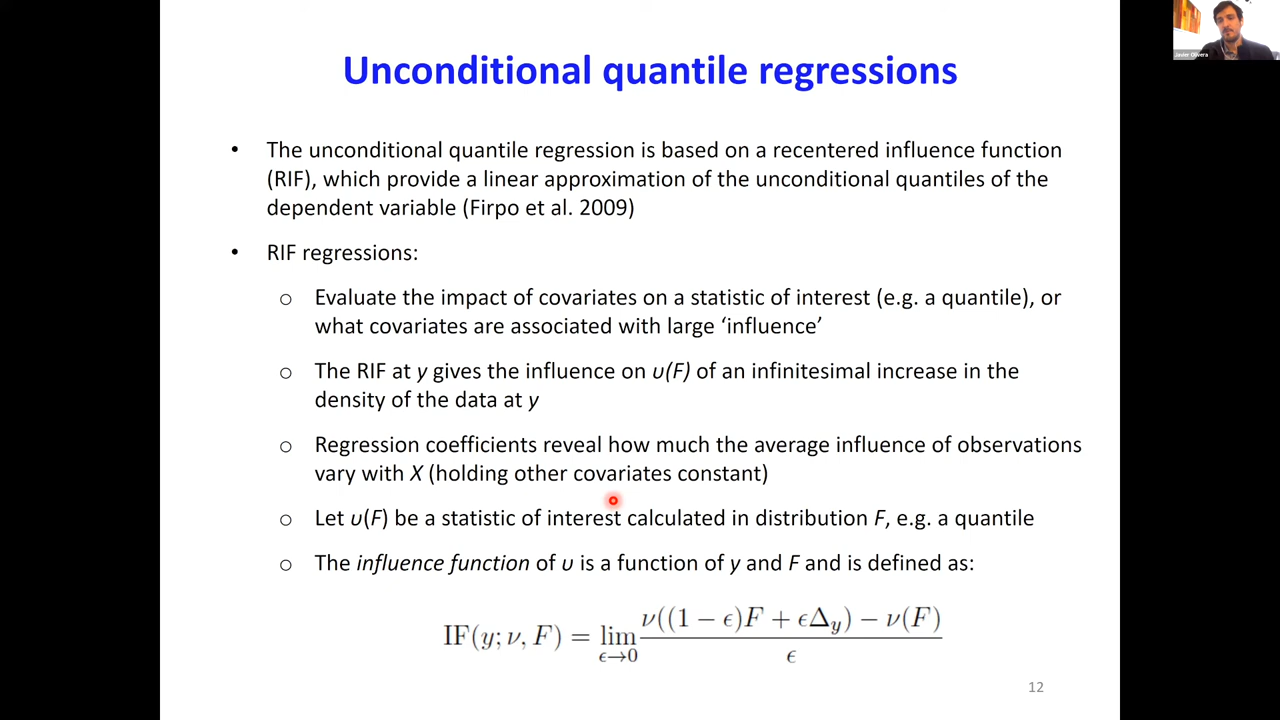 Javier Olivera
Unconditional quantile regressions
• The unconditional quantile regression is based on a recentered influence function
(RIF), which provide a linear approximation of the unconditional quantiles of the
dependent variable (Firpo et al. 2009)
• RIF regressions:
o Evaluate the impact of covariates on a statistic of interest (e.g. a quantile), or
what covariates are associated with large ‘influence’
o The RIF at y gives the influence on υ(F) of an infinitesimal increase in the
density of the data at y
o Regression coefficients reveal how much the average influence of observations
vary with X (holding other covariates constant)
o Let υ(F) be a statistic of interest calculated in distribution F, e.g. a quantile
o The influence function of υ is a function of y and F and is defined as:
IF(y; ν, F) = lim ϵ→0 ν((1 − ϵ)F + ϵΔy) − ν(F) / ϵ
12